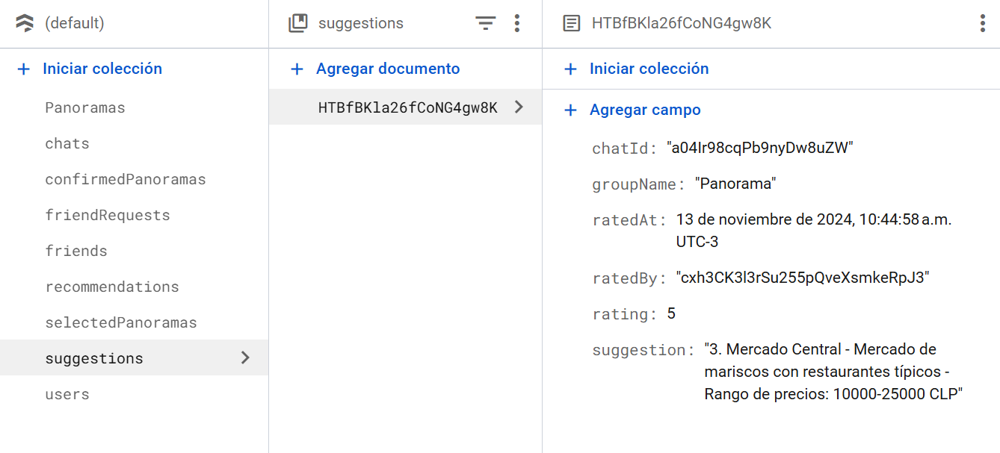 (default)
Iniciar colección
Panoramas
chats
confirmedPanoramas
friendRequests
friends
recommendations
selectedPanoramas
suggestions
users
suggestions
Agregar documento
HTBfBKla26fCoNG4gw8K
HTBfBKla26fCoNG4gw8K
Iniciar colección
Agregar campo
chatId: "a04Ir98cqPb9nyDw8uZW"
groupName: "Panorama"
ratedAt: 13 de noviembre de 2024, 10:44:58 a.m.
UTC-3
ratedBy: "cxh3CK3l3rSu255pQveXsmkeRpJ3"
rating: 5
suggestion: "3. Mercado Central - Mercado de
mariscos con restaurantes típicos -
Rango de precios: 10000-25000 CLP"